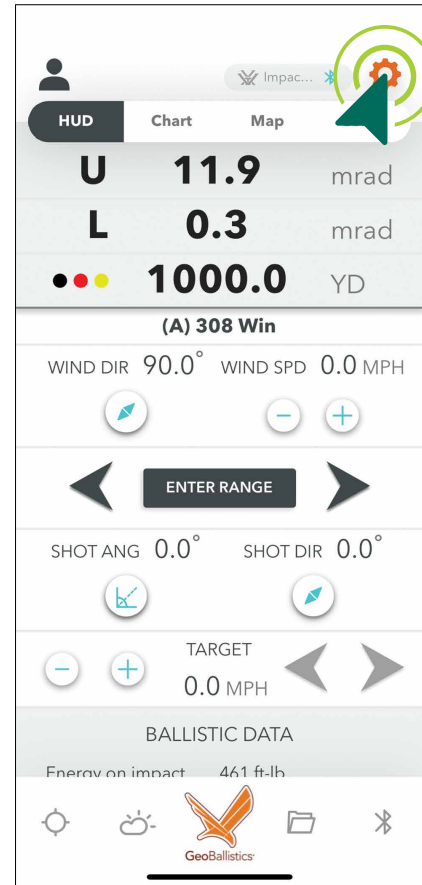 Impac...
HUD Chart Map
U 11.9 mrad
L 0.3 mrad
1000.0 YD
(A) 308 Win
WIND DIR 90.0° WIND SPD 0.0 MPH
ENTER RANGE
SHOT ANG 0.0° SHOT DIR 0.0°
TARGET
0.0 MPH
BALLISTIC DATA
Energy on impact 461 ft-lb
GeoBallistics